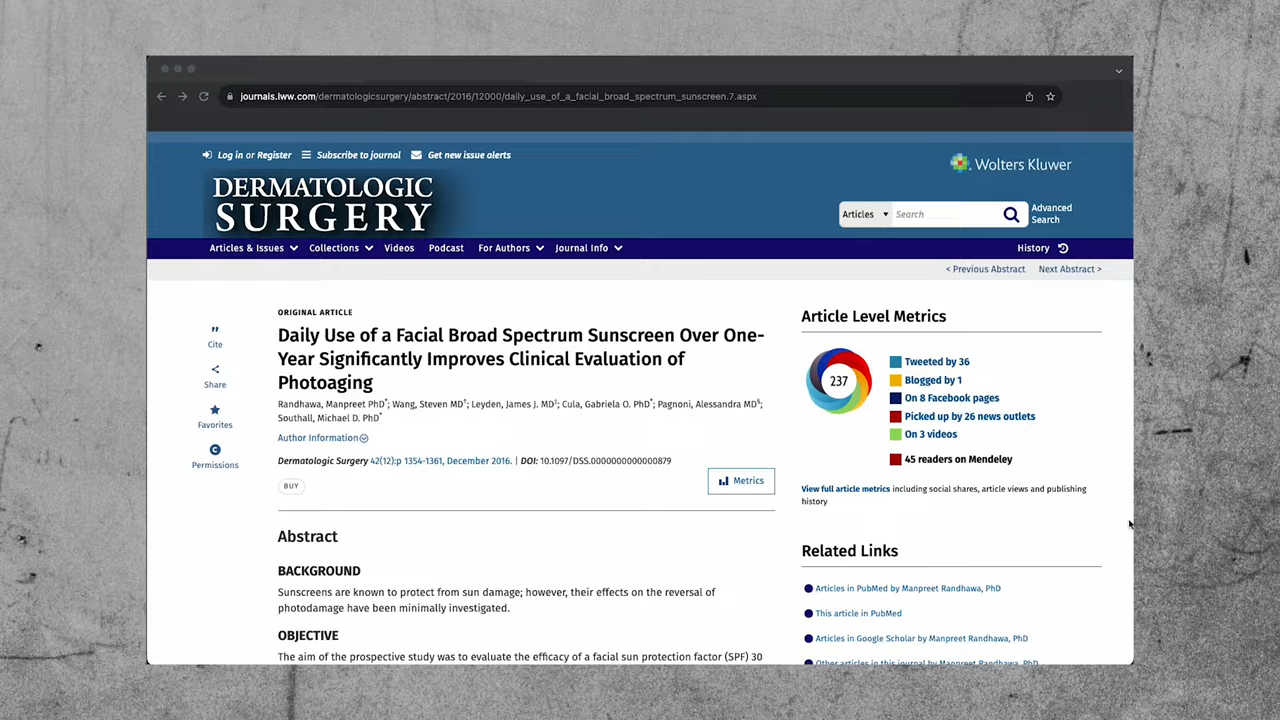 journals.lww.com/dermatologicsurgery/abstract/2016/12000/daily_use_of_a_facial_broad_spectrum_sunscreen.7.aspx
Log in or Register Subscribe to journal Get new issue alerts
Wolters Kluwer
DERMATOLOGIC
SURGERY
Articles Search
Advanced
Search
Articles & Issues Collections Videos Podcast For Authors Journal Info History
< Previous Abstract Next Abstract >
Cite
Share
Favorites
Permissions
ORIGINAL ARTICLE
Daily Use of a Facial Broad Spectrum Sunscreen Over One-
Year Significantly Improves Clinical Evaluation of
Photoaging
Randhawa, Manpreet PhD*; Wang, Steven MD†; Leyden, James J. MD‡; Cula, Gabriela O. PhD*; Pagnoni, Alessandra MD§;
Southall, Michael D. PhD*
Author Information
Dermatologic Surgery 42(12):p 1354-1361, December 2016. | DOI: 10.1097/DSS.0000000000000879
BUY
Metrics
Abstract
BACKGROUND
Sunscreens are known to protect from sun damage; however, their effects on the reversal of
photodamage have been minimally investigated.
OBJECTIVE
The aim of the prospective study was to evaluate the efficacy of a facial sun protection factor (SPF) 30
Article Level Metrics
237
Tweeted by 36
Blogged by 1
On 8 Facebook pages
Picked up by 26 news outlets
On 3 videos
45 readers on Mendeley
View full article metrics including social shares, article views and publishing
history
Related Links
Articles in PubMed by Manpreet Randhawa, PhD
This article in PubMed
Articles in Google Scholar by Manpreet Randhawa, PhD
Other articles in this journal by Manpreet Randhawa, PhD